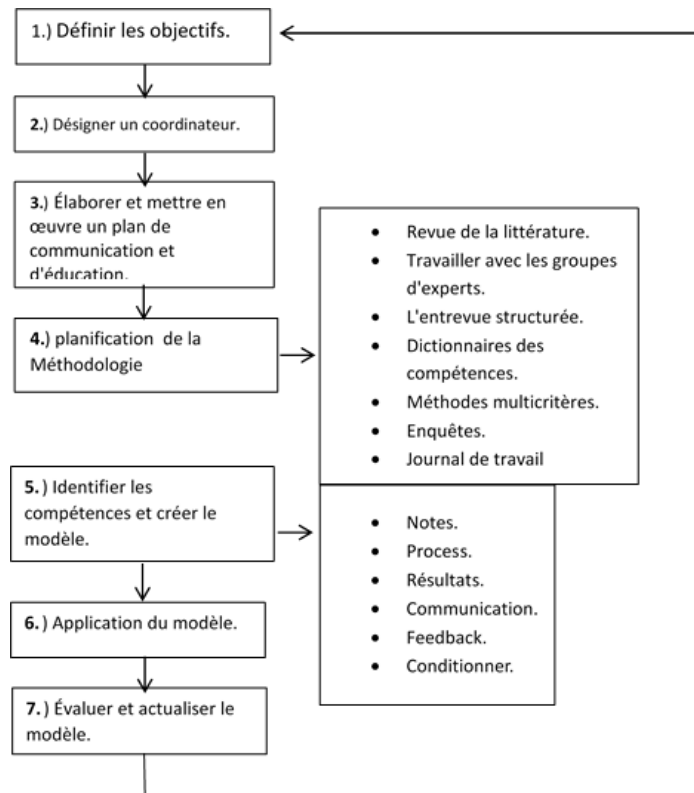 1.) Définir les objectifs.
2.) Désigner un coordinateur.
3.) Élaborer et mettre en
œuvre un plan de
communication et
d'éducation.
4.) planification de la
Méthodologie
• Revue de la littérature.
• Travailler avec les groupes
d'experts.
• L'entrevue structurée.
• Dictionnaires des
compétences.
• Méthodes multicritères.
• Enquêtes.
• Journal de travail
5.) Identifier les
compétences et créer le
modèle.
• Notes.
• Process.
• Résultats.
• Communication.
• Feedback.
• Conditionner.
6.) Application du modèle.
7.) Évaluer et actualiser le
modèle.